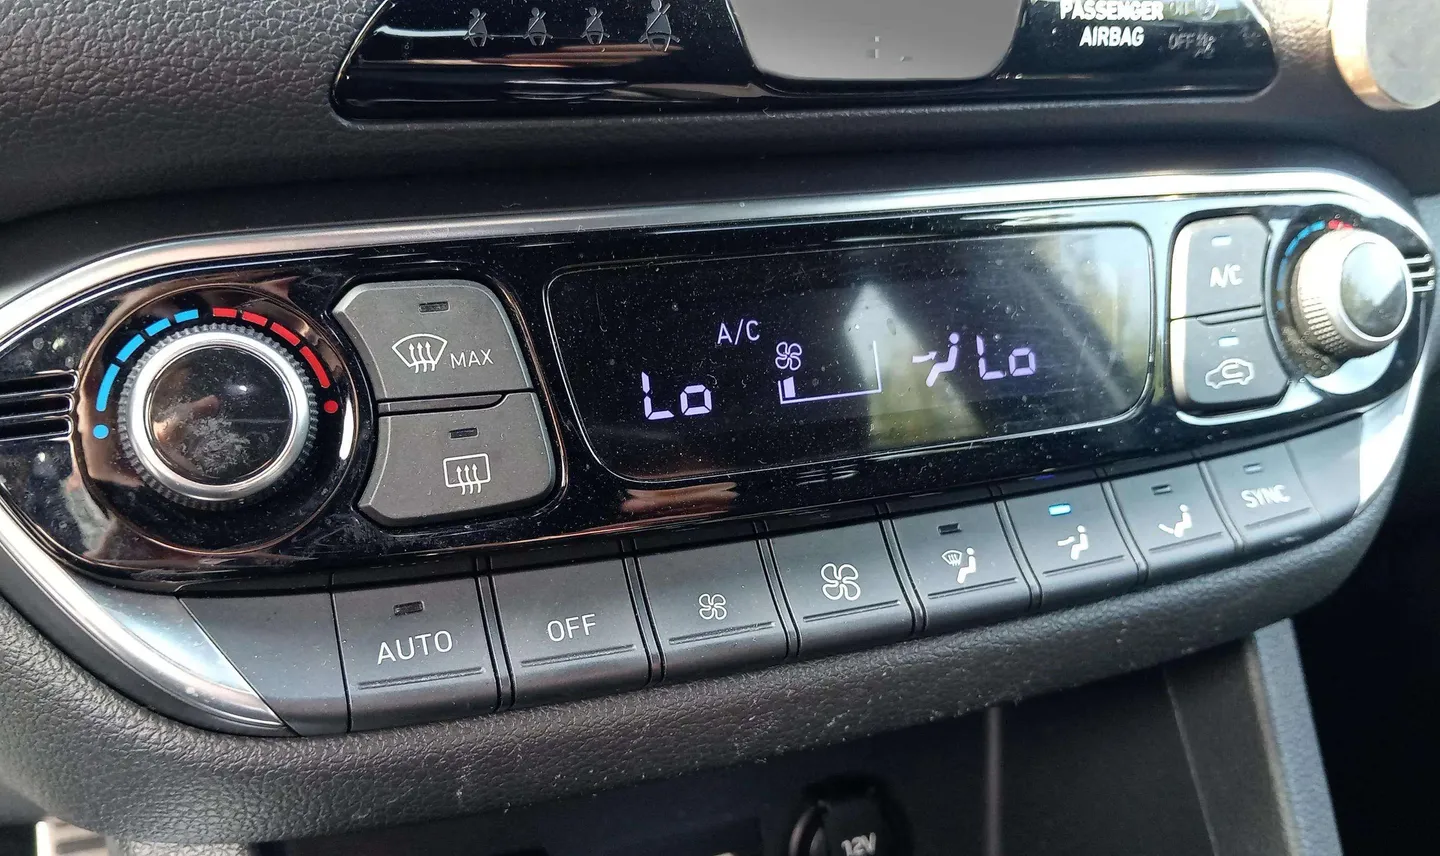 PASSENGER
AIRBAG
OFF
A/C
MAX
A/C
Lo
Lo
AUTO
OFF
SYNC
12V